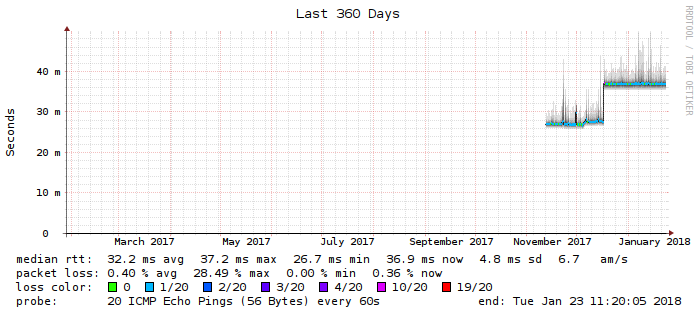 Last 360 Days
RRDTOOL / TOBI OETIKER
Seconds
40 m
30 m
20 m
10 m
0
March 2017 May 2017 July 2017 September 2017 November 2017 January 2018
median rtt: 32.2 ms avg 37.2 ms max 26.7 ms min 36.9 ms now 4.8 ms sd 6.7 am/s
packet loss: 0.40 % avg 28.49 % max 0.00 % min 0.36 % now
loss color: 0 1/20 2/20 3/20 4/20 10/20 19/20
probe: 20 ICMP Echo Pings (56 Bytes) every 60s end: Tue Jan 23 11:20:05 2018